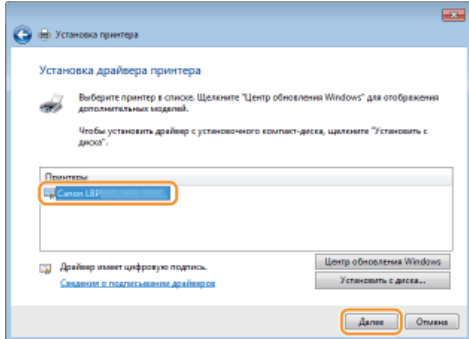 Установка принтера
Установка драйвера принтера
Выберите принтер в списке. Щелкните "Центр обновления Windows" для отображения
дополнительных моделей.
Чтобы установить драйвер с установочного компакт-диска, щелкните "Установить с
диска".
Принтеры
Canon LBP
Драйвер имеет цифровую подпись.
Сведения о подписывании драйверов
Центр обновления Windows
Установить с диска...
Далее
Отмена